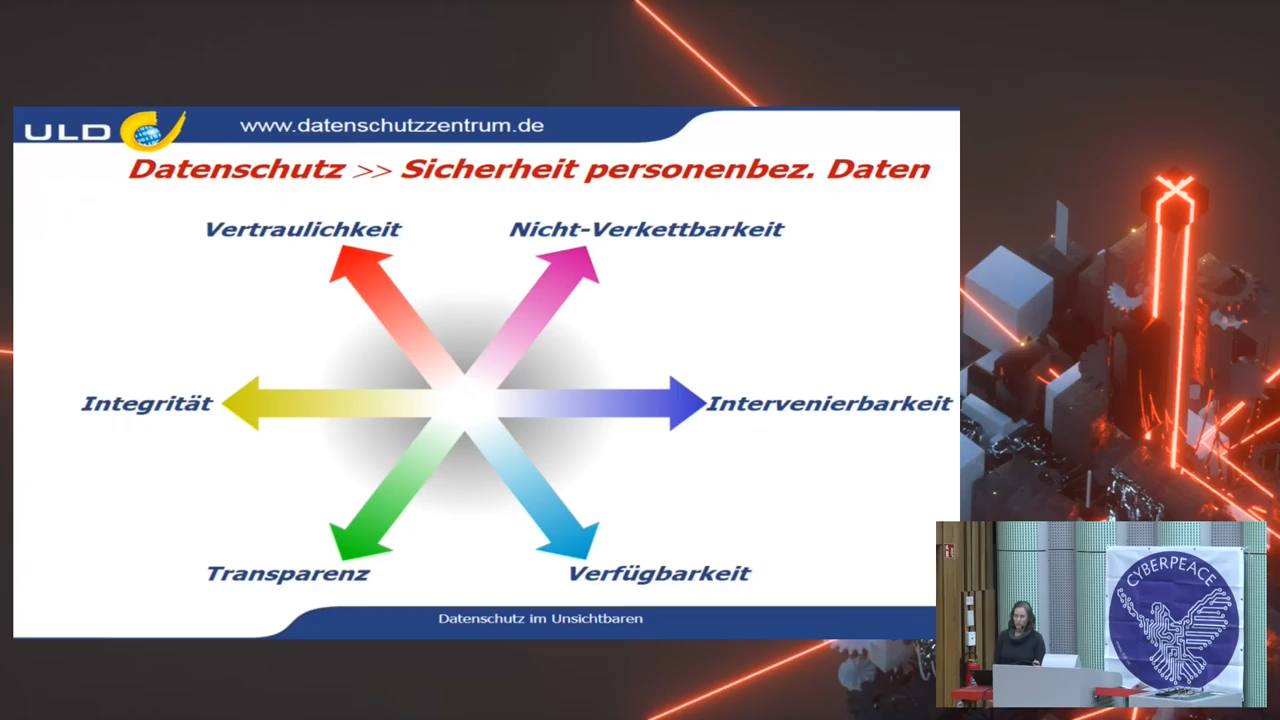 ULD
www.datenschutzzentrum.de
Datenschutz >> Sicherheit personenbez. Daten
Vertraulichkeit
Nicht-Verkettbarkeit
Integrität
Intervenierbarkeit
Transparenz
Verfügbarkeit
Datenschutz im Unsichtbaren
CYBERPEACE